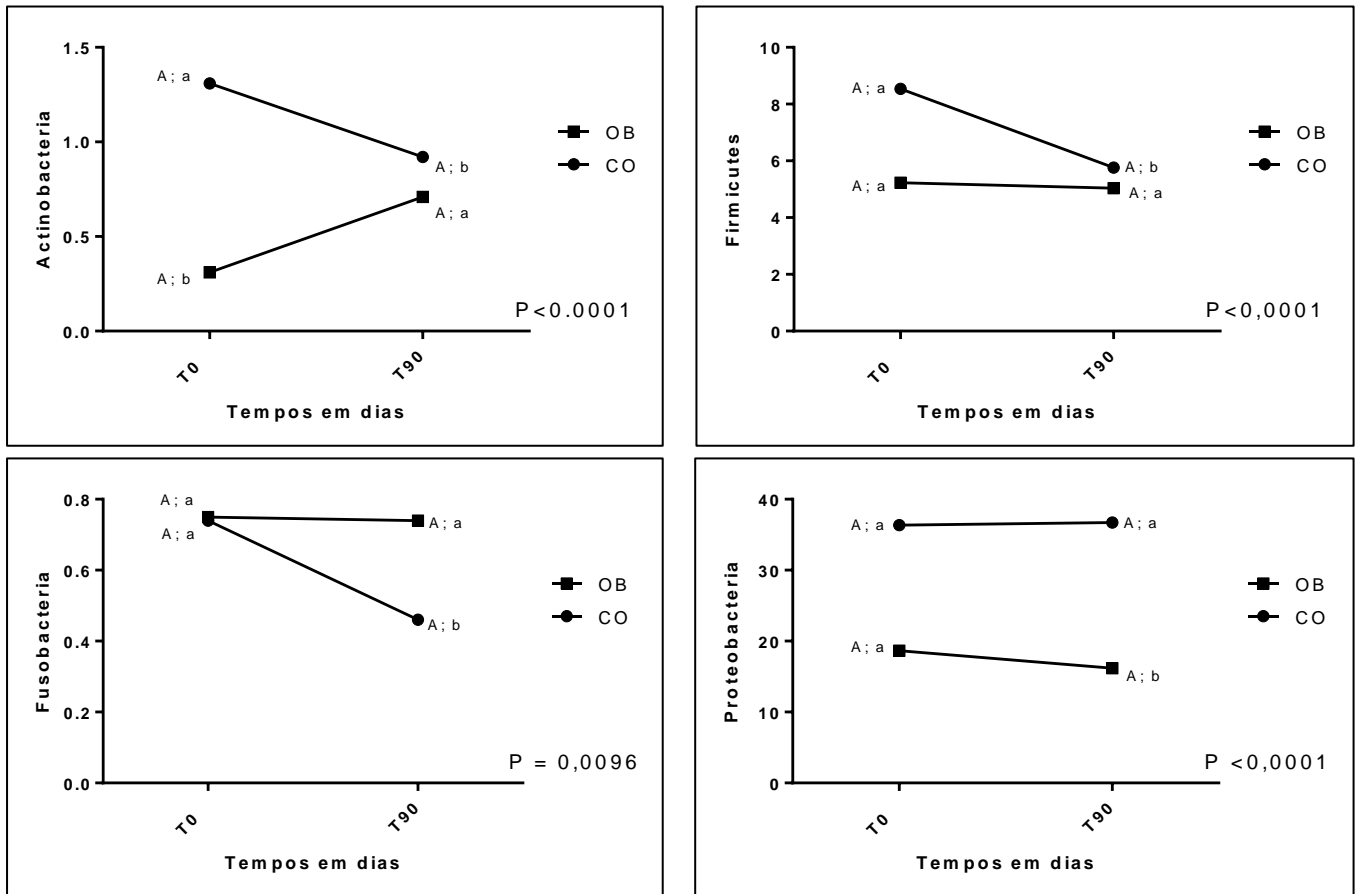 1.5
1.0
0.5
0.0
Actinobacteria
A; a
A; b
A; b
A; a
OB
CO
P<0.0001
T0
T90
Tempos em dias
10
8
6
4
2
0
Firmicutes
A; a
A; a
A; b
A; a
OB
CO
P<0,0001
T0
T90
Tempos em dias
0.8
0.6
0.4
0.2
0.0
Fusobacteria
A; a
A; a
A; a
A; b
OB
CO
P = 0,0096
T0
T90
Tempos em dias
40
30
20
10
0
Proteobacteria
A; a
A; a
A; a
A; b
OB
CO
P <0,0001
T0
T90
Tempos em dias